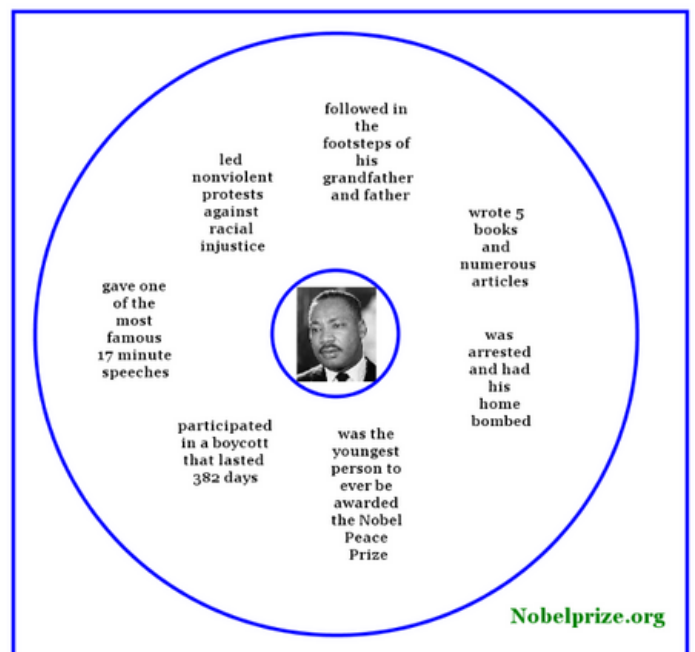 followed in
the
footsteps of
his
grandfather
and father
wrote 5
books
and
numerous
articles
was
arrested
and had
his
home
bombed
was the
youngest
person to
ever be
awarded
the Nobel
Peace
Prize
participated
in a boycott
that lasted
382 days
gave one
of the
most
famous
17 minute
speeches
led
nonviolent
protests
against
racial
injustice
Nobelprize.org